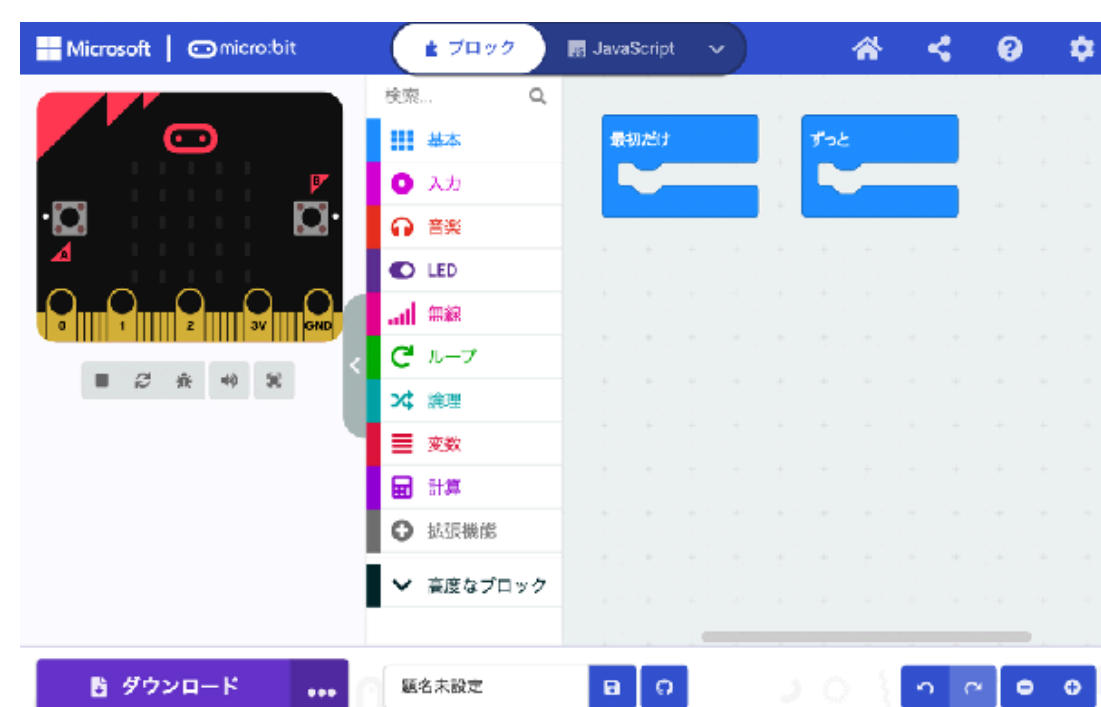 Microsoft micro:bit ブロック JavaScript
検索...
基本
入力
音楽
LED
無線
ループ
論理
変数
計算
拡張機能
高度なブロック
最初だけ
ずっと
B
A
0 1 2 3V GND
ダウンロード
題名未設定